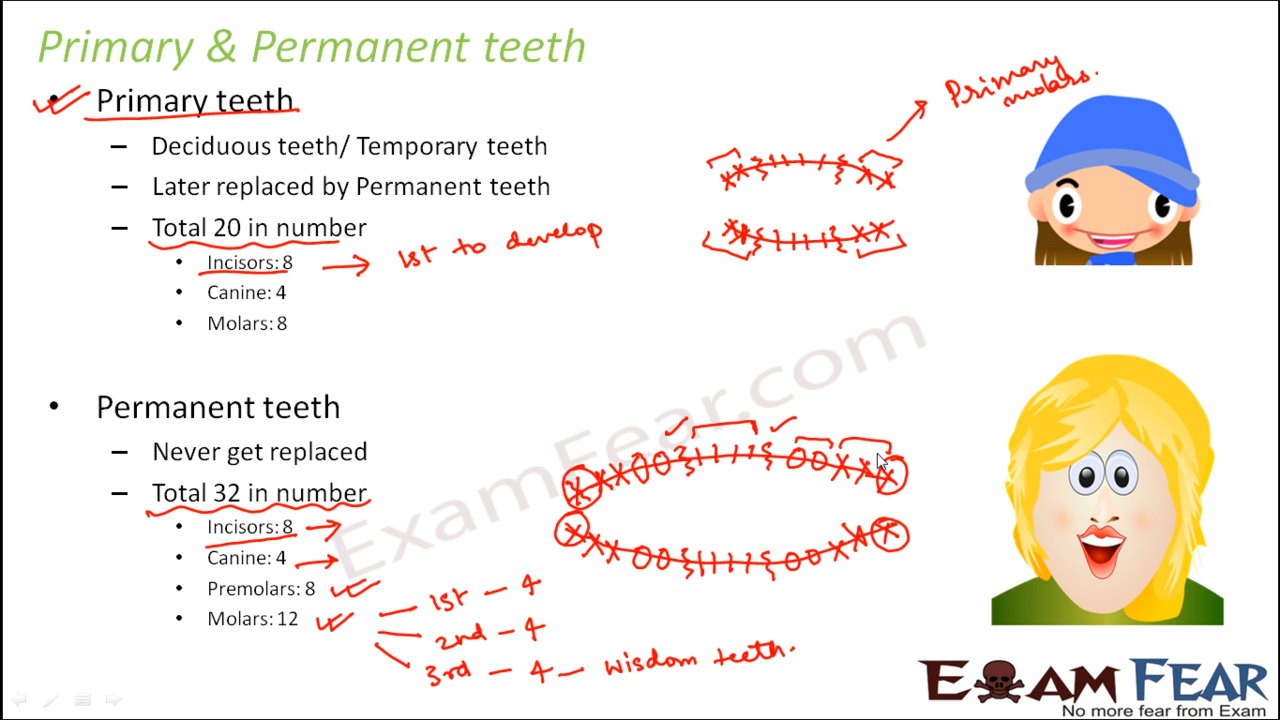 Primary & Permanent teeth
• Primary teeth
– Deciduous teeth/ Temporary teeth
– Later replaced by Permanent teeth
– Total 20 in number
• Incisors: 8 → 1st to develop
• Canine: 4
• Molars: 8
Primary
molars.
• Permanent teeth
– Never get replaced
– Total 32 in number
• Incisors: 8
• Canine: 4
• Premolars: 8
• Molars: 12
1st – 4
2nd – 4
3rd – 4 – wisdom teeth.
ExamFear.com
EXAM FEAR
No more fear from Exam